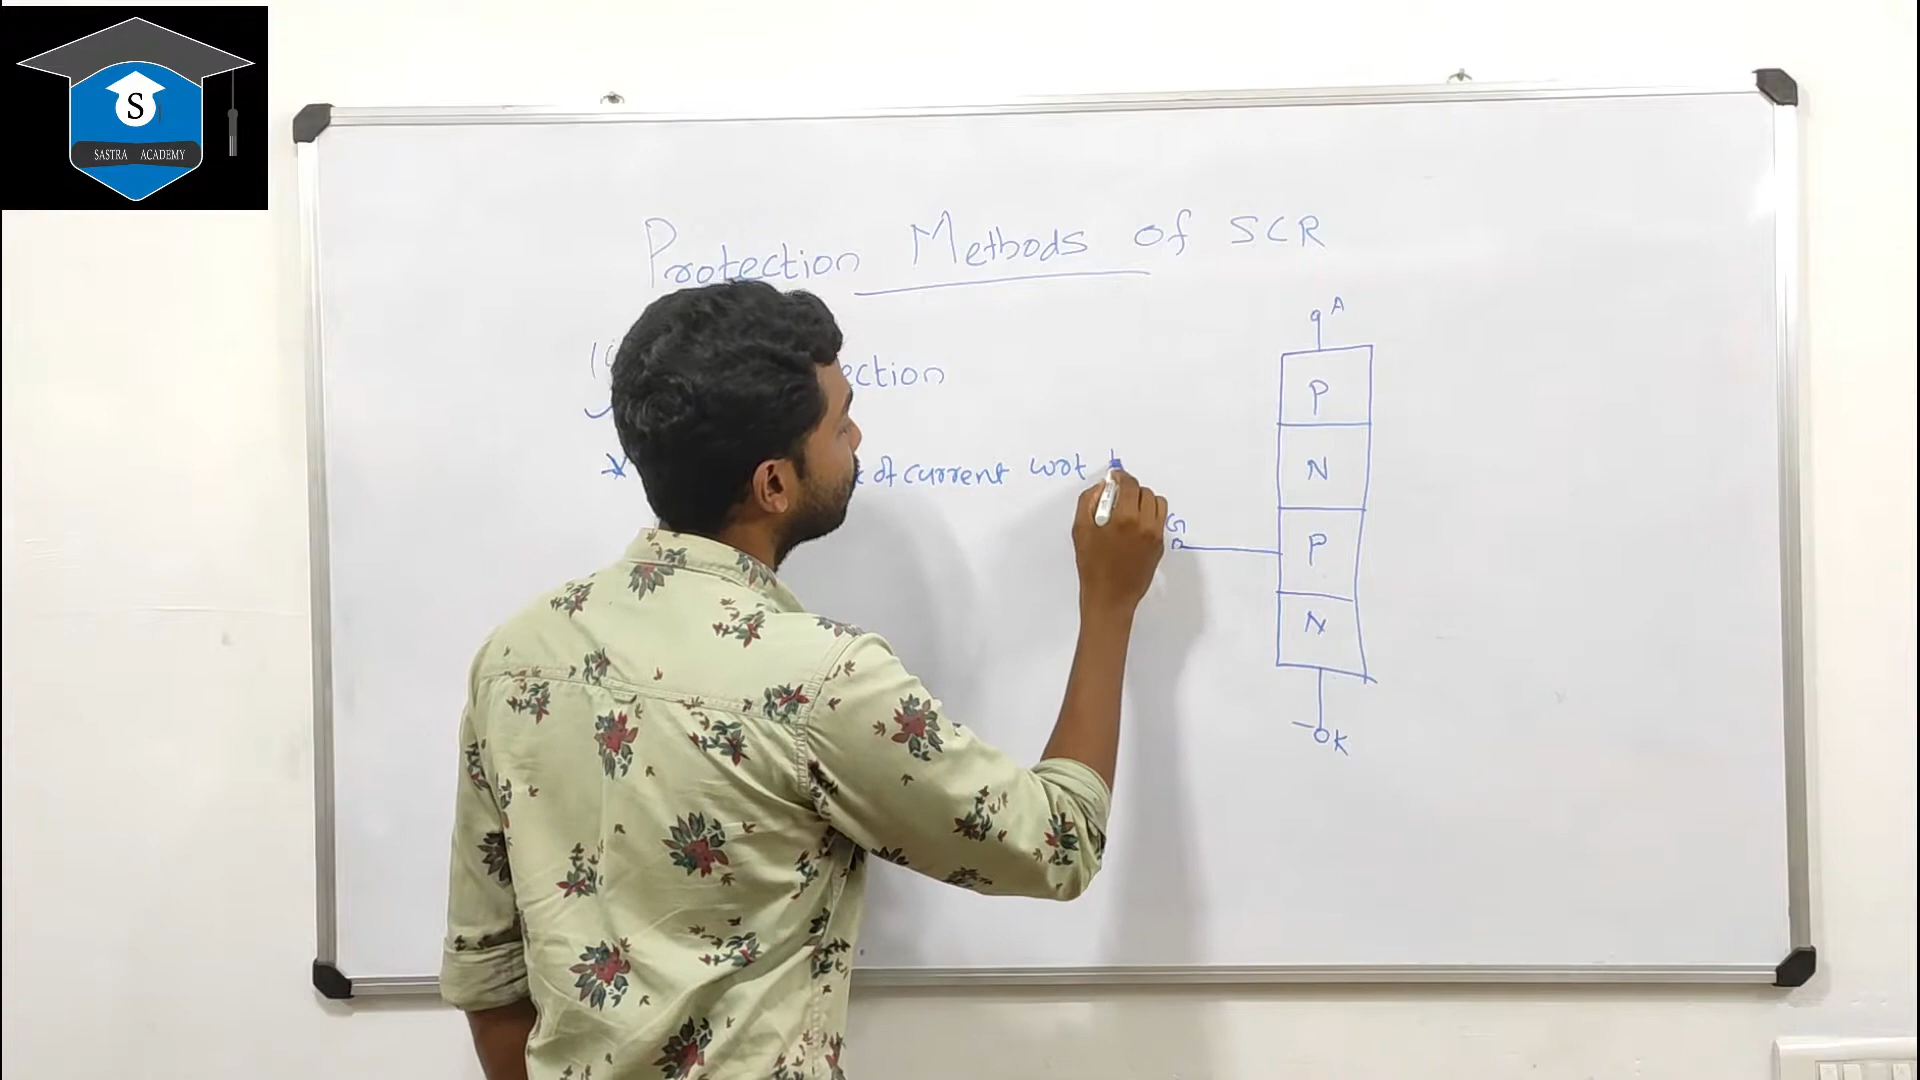 S
SASTRA ACADEMY
Protection Methods of SCR
A
P
ection
N
of current wrt
G
P
N
K